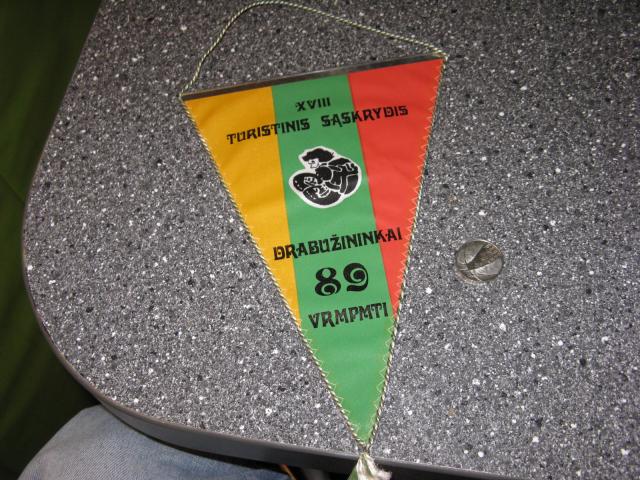 XVIII
TURISTINIS SĄSKRYDIS
DRABUŽININKAI
89
VRMPMTI